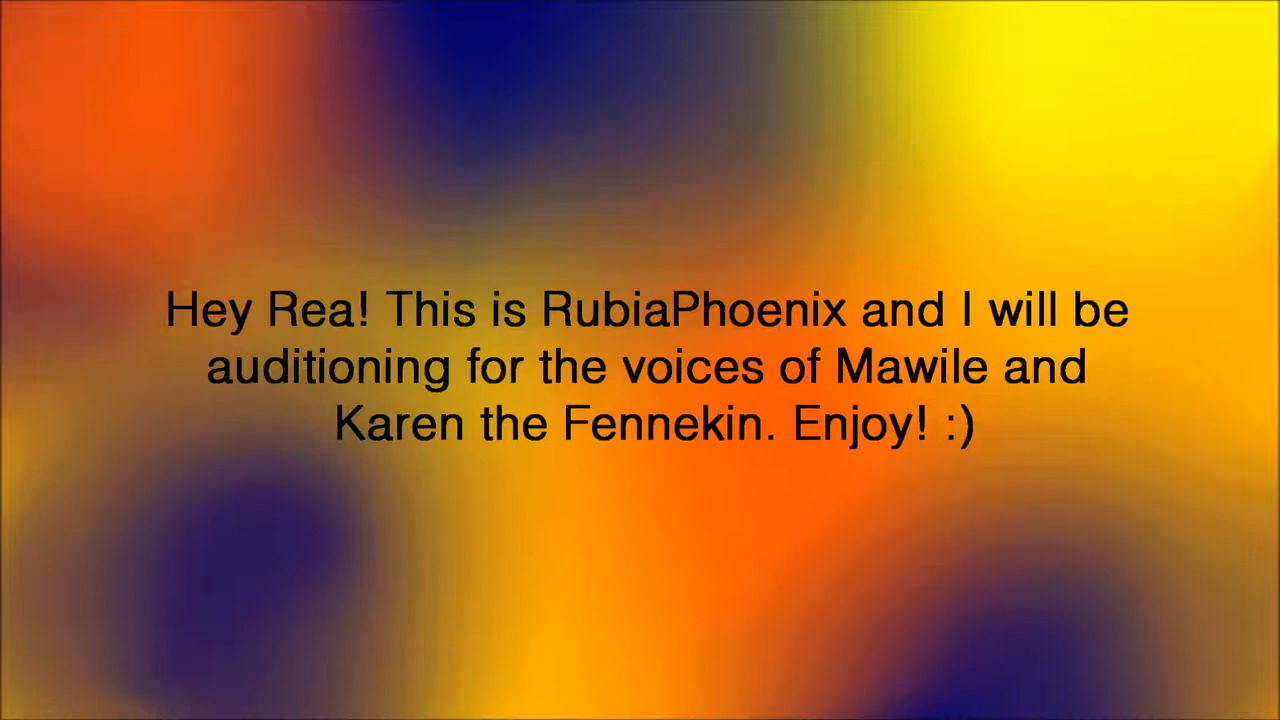 Hey Rea! This is RubiaPhoenix and I will be
auditioning for the voices of Mawile and
Karen the Fennekin. Enjoy! :)